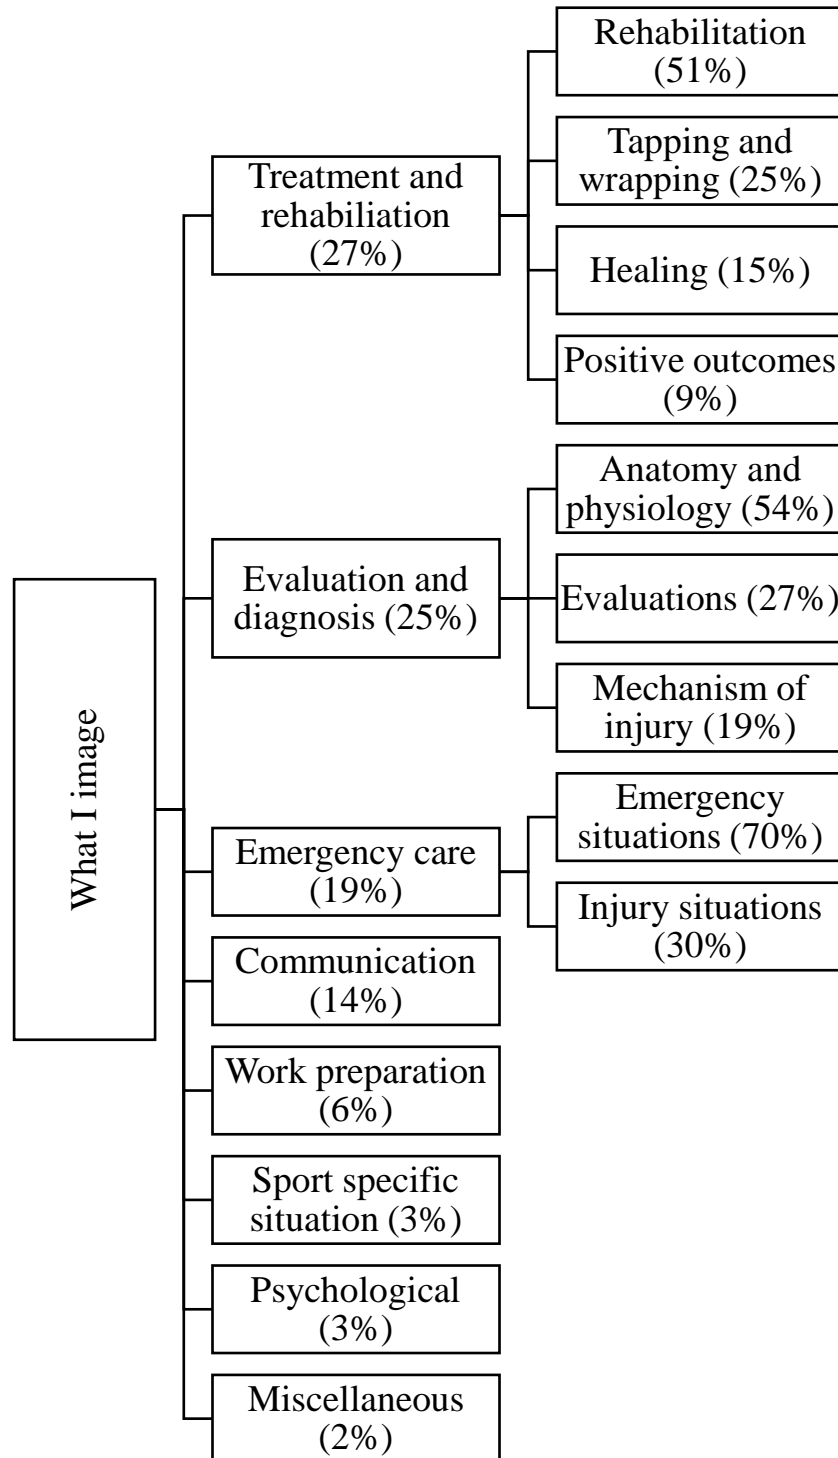 What I image
Treatment and
rehabiliation
(27%)
Rehabilitation
(51%)
Tapping and
wrapping (25%)
Healing (15%)
Positive outcomes
(9%)
Evaluation and
diagnosis (25%)
Anatomy and
physiology (54%)
Evaluations (27%)
Mechanism of
injury (19%)
Emergency care
(19%)
Emergency
situations (70%)
Injury situations
(30%)
Communication
(14%)
Work preparation
(6%)
Sport specific
situation (3%)
Psychological
(3%)
Miscellaneous
(2%)